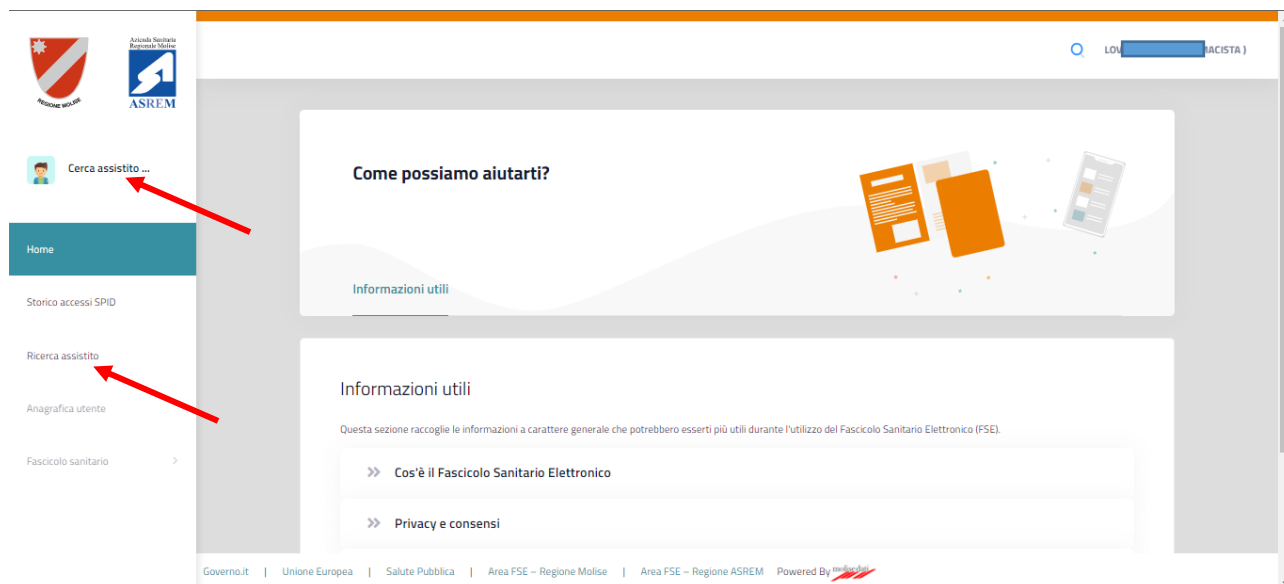 Azienda Sanitaria
Regionale Molise
REGIONE MOLISE
ASREM
LOV
MACISTA )
Cerca assistito ...
Home
Storico accessi SPID
Ricerca assistito
Anagrafica utente
Fascicolo sanitario
Come possiamo aiutarti?
Informazioni utili
Informazioni utili
Questa sezione raccoglie le informazioni a carattere generale che potrebbero esserti più utili durante l'utilizzo del Fascicolo Sanitario Elettronico (FSE).
Cos'è il Fascicolo Sanitario Elettronico
Privacy e consensi
Governo.it | Unione Europea | Salute Pubblica | Area FSE – Regione Molise | Area FSE – Regione ASREM Powered By molisedati